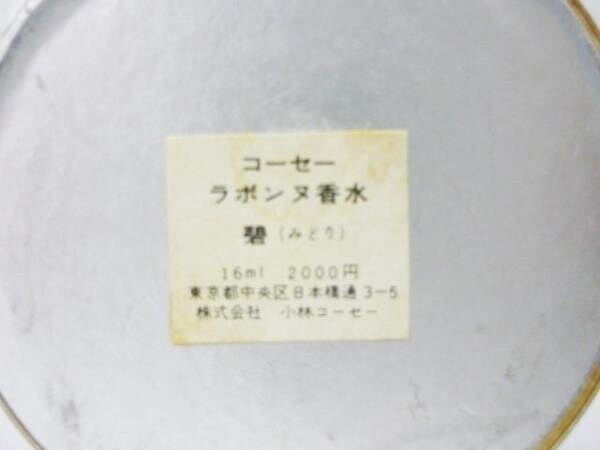 コーセー
ラボンヌ香水
碧（みどり）
16ml 2000円
東京都中央区日本橋通3-5
株式会社 小林コーセー